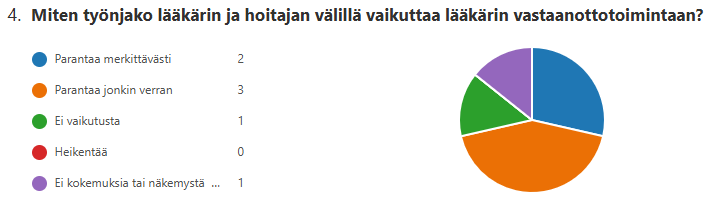 4. Miten työnjako lääkärin ja hoitajan välillä vaikuttaa lääkärin vastaanottotoimintaan?
Parantaa merkittävästi 2
Parantaa jonkin verran 3
Ei vaikutusta 1
Heikentää 0
Ei kokemuksia tai näkemystä ... 1